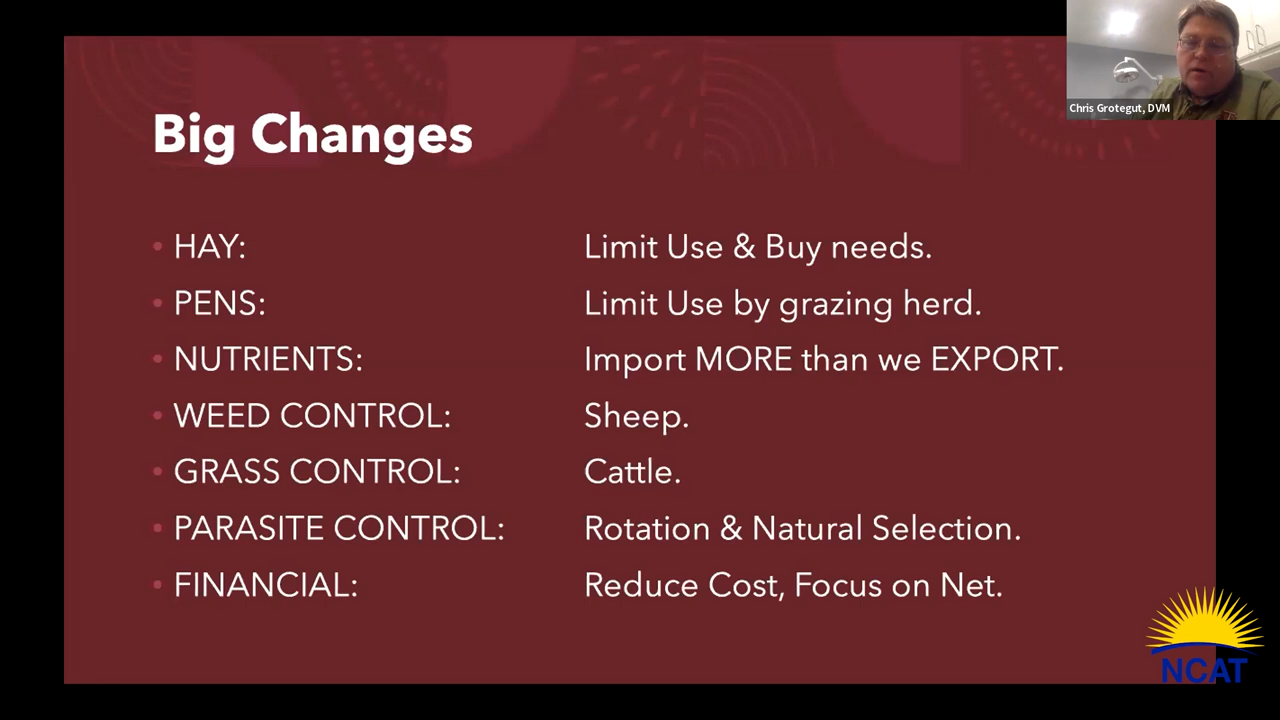 Chris Grotegut, DVM
Big Changes
• HAY: Limit Use & Buy needs.
• PENS: Limit Use by grazing herd.
• NUTRIENTS: Import MORE than we EXPORT.
• WEED CONTROL: Sheep.
• GRASS CONTROL: Cattle.
• PARASITE CONTROL: Rotation & Natural Selection.
• FINANCIAL: Reduce Cost, Focus on Net.
NCAT